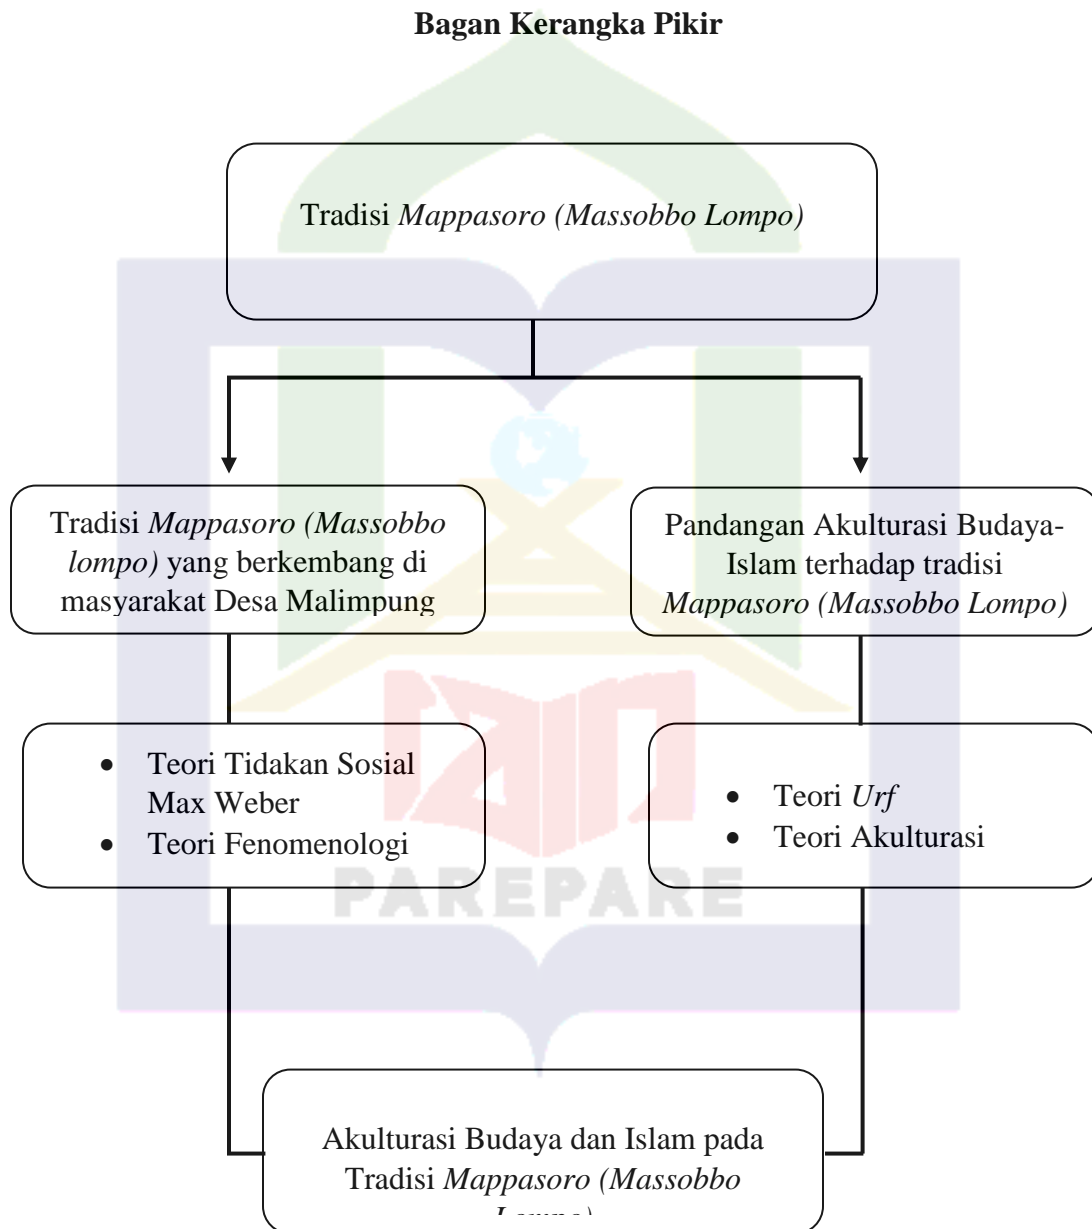 Bagan Kerangka Pikir
Tradisi Mappasoro (Massobbo Lompo)
Tradisi Mappasoro (Massobbo
lompo) yang berkembang di
masyarakat Desa Malimpung
Pandangan Akulturasi Budaya-
Islam terhadap tradisi
Mappasoro (Massobbo Lompo)
• Teori Tidakan Sosial
Max Weber
• Teori Fenomenologi
• Teori Urf
• Teori Akulturasi
iain
PAREPARE
Akulturasi Budaya dan Islam pada
Tradisi Mappasoro (Massobbo